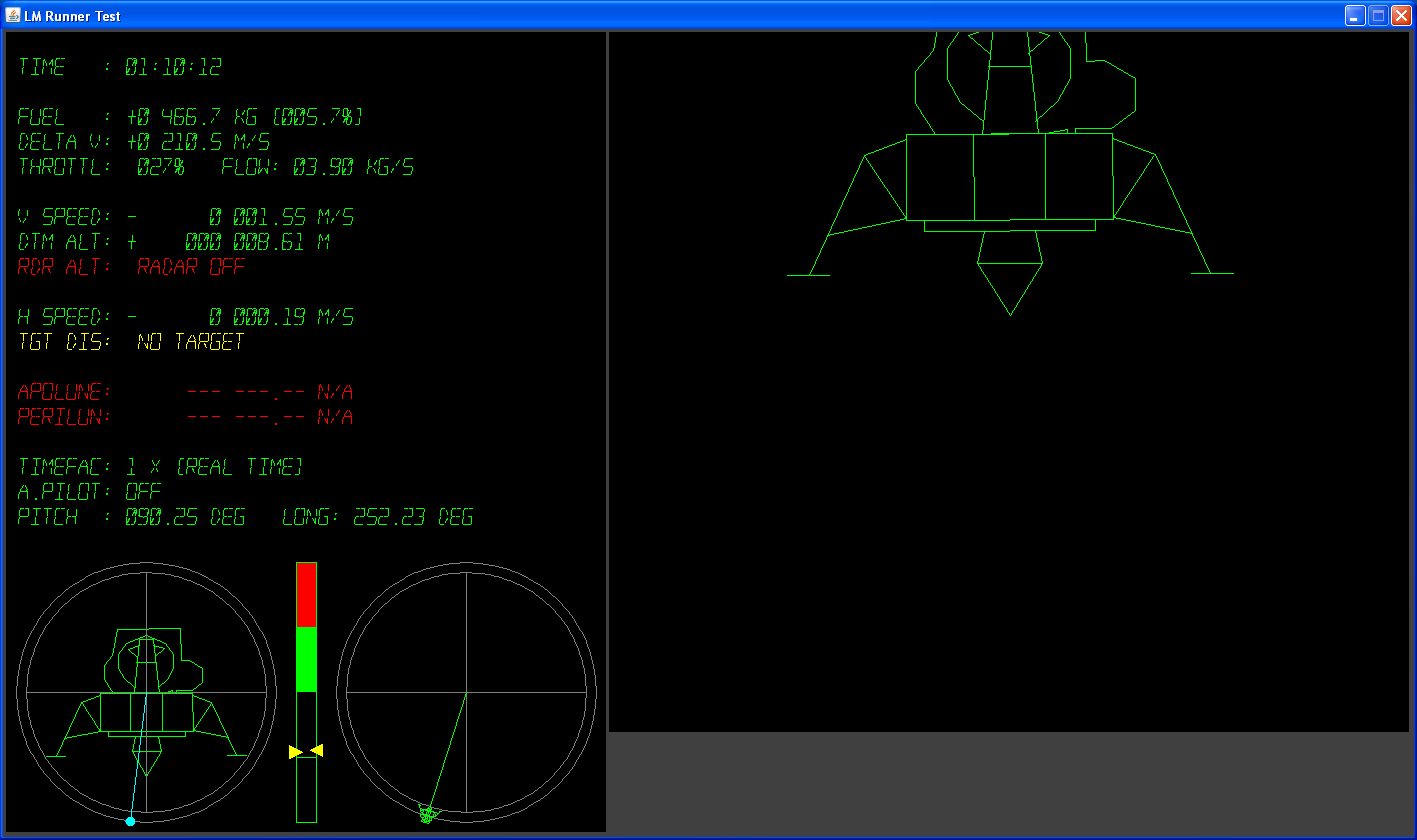 LM Runner Test
TIME : 01:10:12
FUEL : +0 466.7 KG [005.7%]
DELTA V: +0 210.5 M/S
THROTTL: 027% FLOW: 03.90 KG/S
V SPEED: - 0 001.55 M/S
DTM ALT: + 000 008.61 M
RDR ALT: RADAR OFF
H SPEED: - 0 000.19 M/S
TGT DIS: NO TARGET
APOLUNE: --- ---.-- N/A
PERILUN: --- ---.-- N/A
TIMEFAC: 1 X [REAL TIME]
A.PILOT: OFF
PITCH : 090.25 DEG LONG: 252.23 DEG